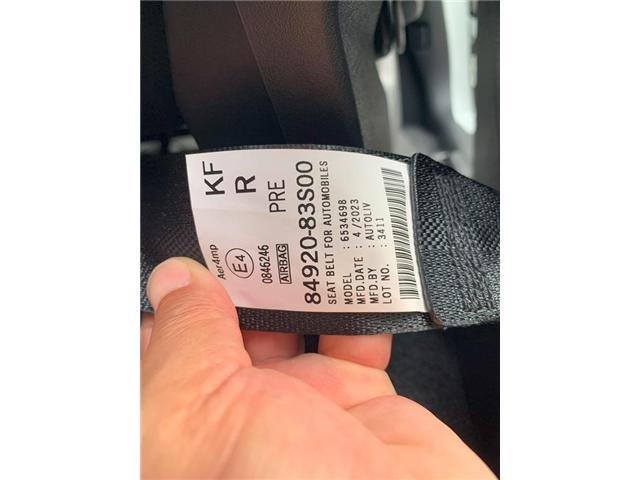 KF
R
PRE
Aer4mp
E4
0846246
AIRBAG
84920-83S00
SEAT BELT FOR AUTOMOBILES
MODEL : 6534698
MFD.DATE : 4 /2023
MFD.BY : AUTOLIV
LOT NO. : 3411